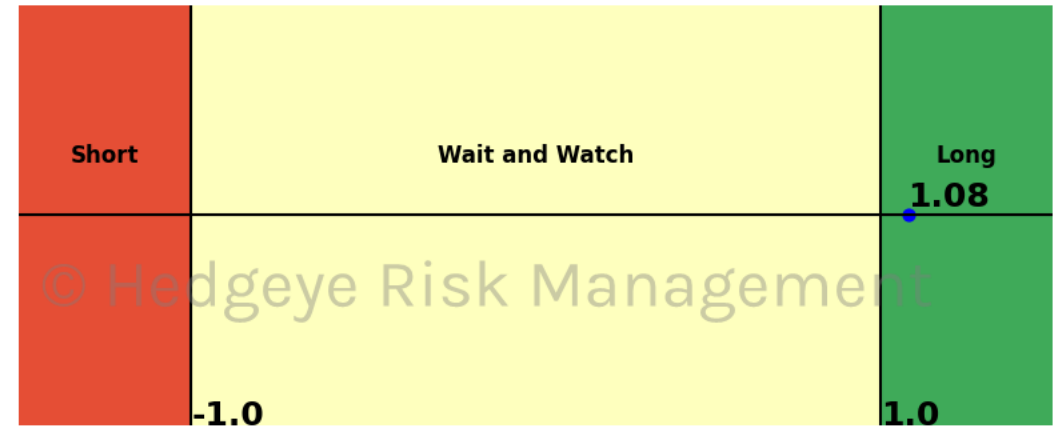 Short
Wait and Watch
Long
1.08
© Hedgeye Risk Management
-1.0
1.0